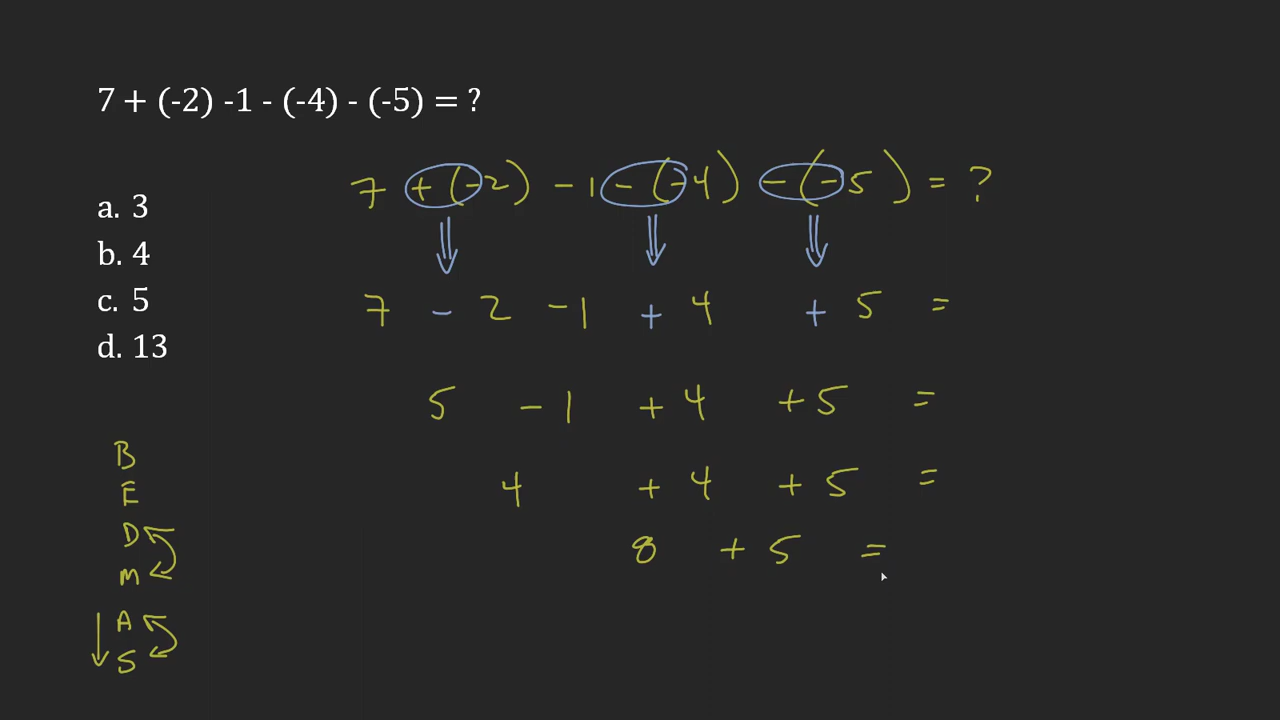 7 + (-2) -1 - (-4) - (-5) = ?
7 + (-2) - 1 - (-4) - (-5) = ?
a. 3
b. 4
c. 5
d. 13
7 - 2 - 1 + 4 + 5 =
5 - 1 + 4 + 5 =
4 + 4 + 5 =
8 + 5 =
B
E
D
M
A
S